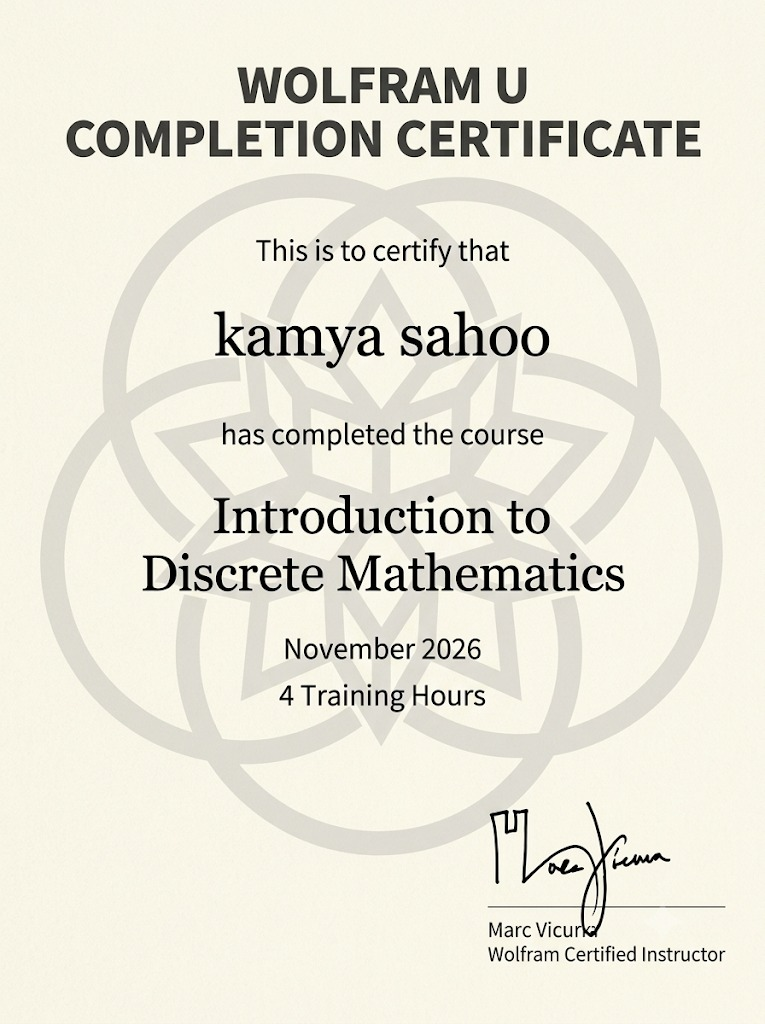 WOLFRAM U
COMPLETION CERTIFICATE
This is to certify that
kamya sahoo
has completed the course
Introduction to
Discrete Mathematics
November 2026
4 Training Hours
Marc Vicurka
Wolfram Certified Instructor